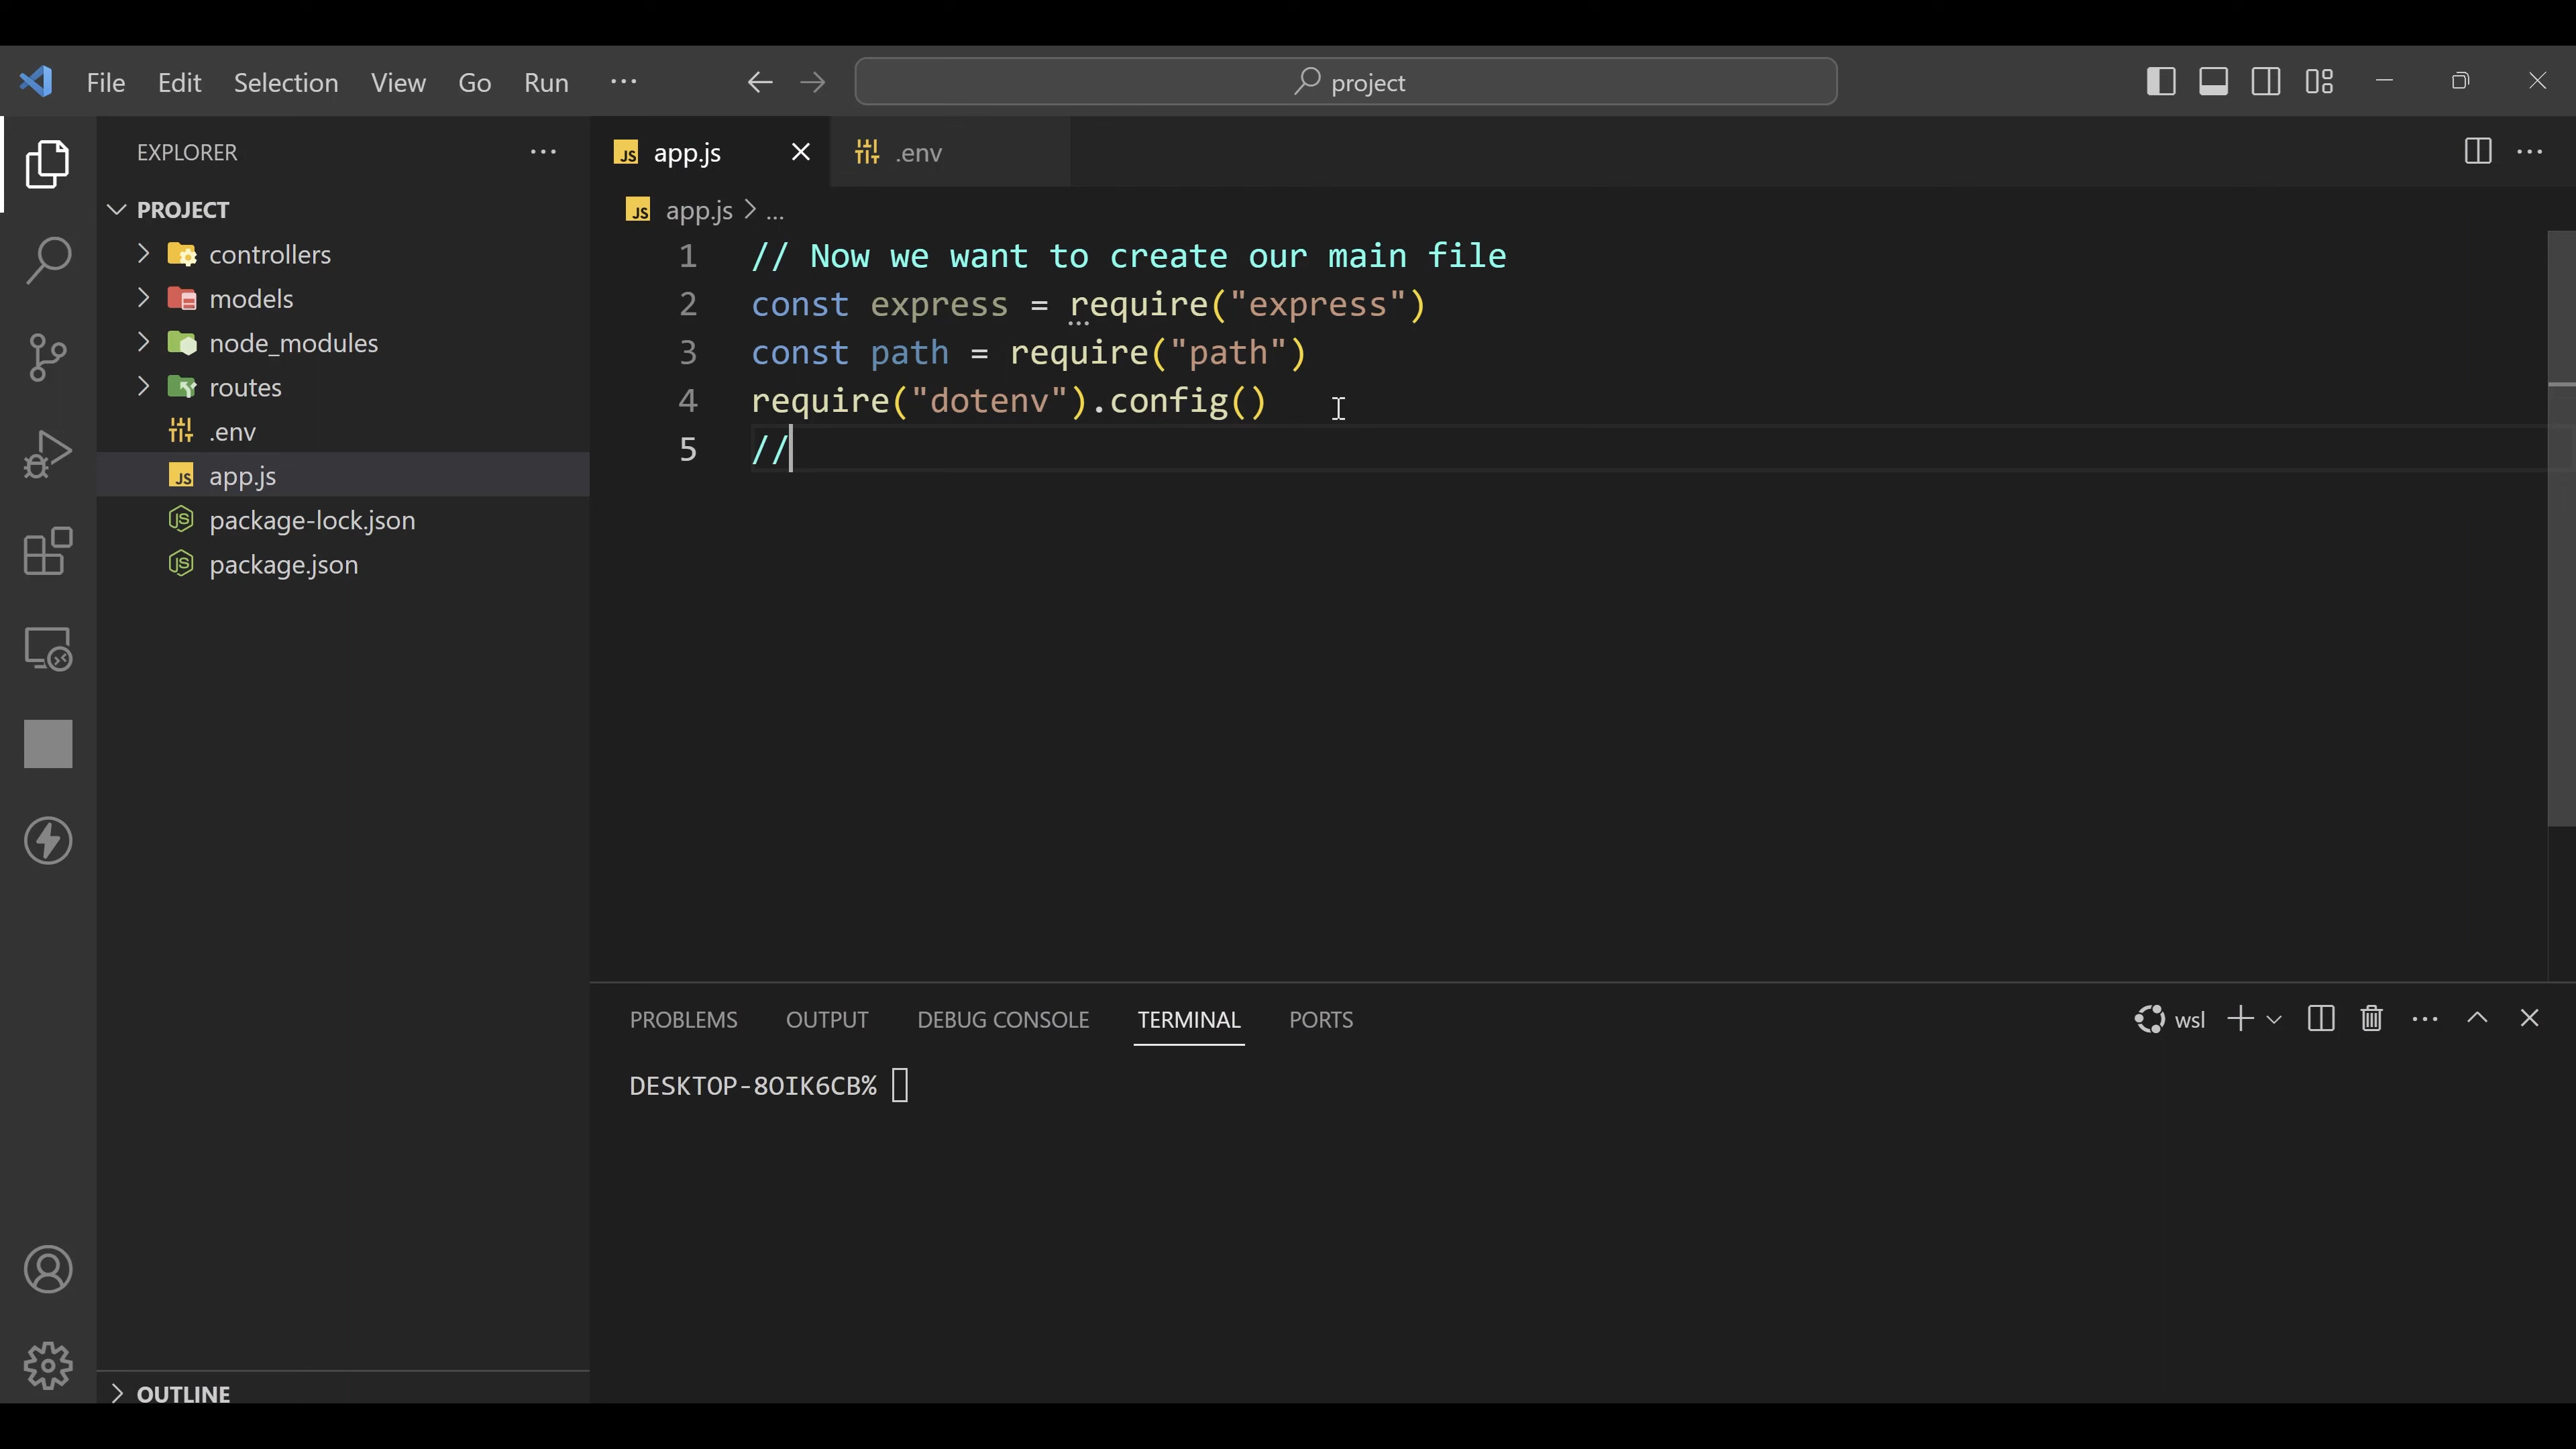 File Edit Selection View Go Run ... project
EXPLORER ...
app.js .env ...
PROJECT
app.js > ...
controllers
models
node_modules
routes
.env
app.js
package-lock.json
package.json
1 // Now we want to create our main file
2 const express = require("express")
3 const path = require("path")
4 require("dotenv").config()
5 //
PROBLEMS OUTPUT DEBUG CONSOLE TERMINAL PORTS wsl ...
DESKTOP-8OIK6CB%
OUTLINE